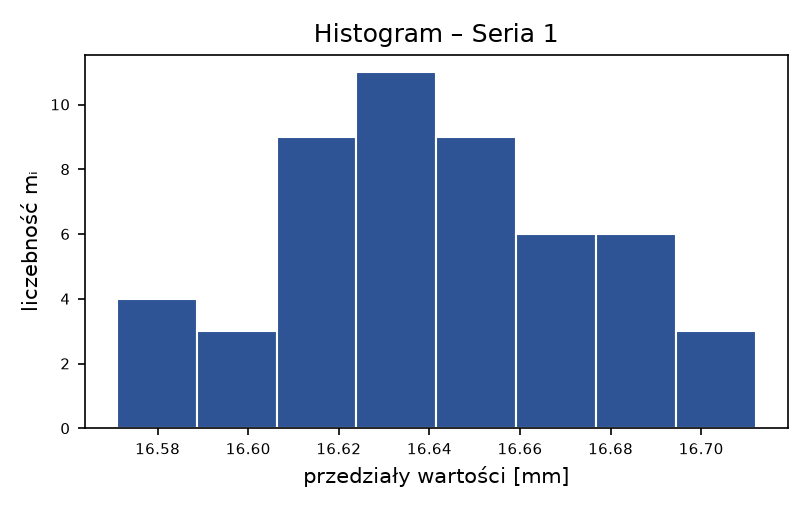 Histogram – Seria 1
liczebność mᵢ
10
8
6
4
2
0
16.58 16.60 16.62 16.64 16.66 16.68 16.70
przedziały wartości [mm]